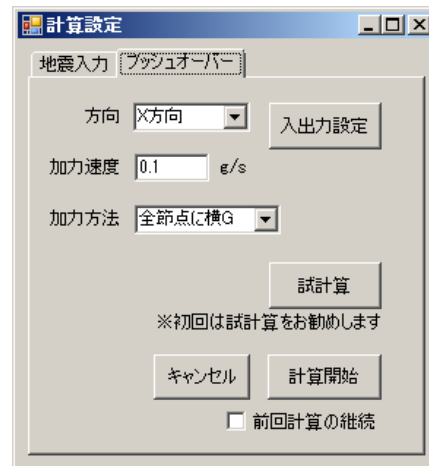 計算設定
地震入力 プッシュオーバー
方向 X方向 入出力設定
加力速度 0.1 g/s
加力方法 全節点に横G
試計算
※初回は試計算をお勧めします
キャンセル 計算開始
前回計算の継続